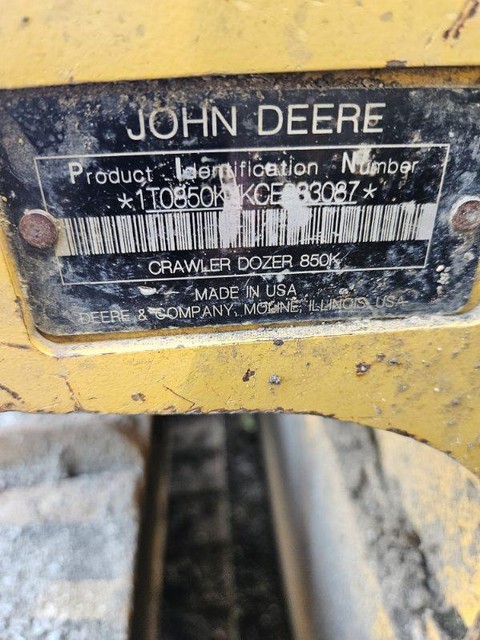 JOHN DEERE
Product Identification Number
CRAWLER DOZER 850K
MADE IN USA
DEERE & COMPANY, MOLINE, ILLINOIS, USA